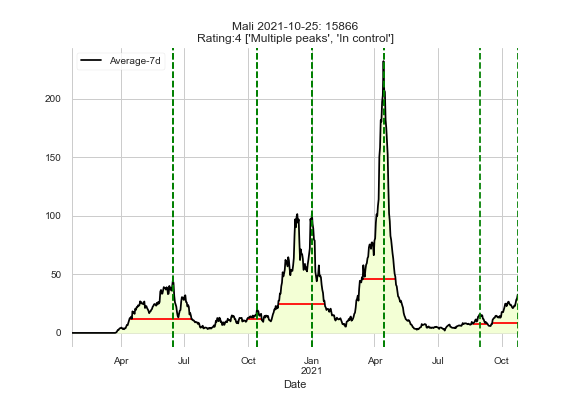 Mali 2021-10-25: 15866
Rating:4 ['Multiple peaks', 'In control']
Average-7d
200
150
100
50
0
Apr
Jul
Oct
Jan
2021
Apr
Jul
Oct
Date